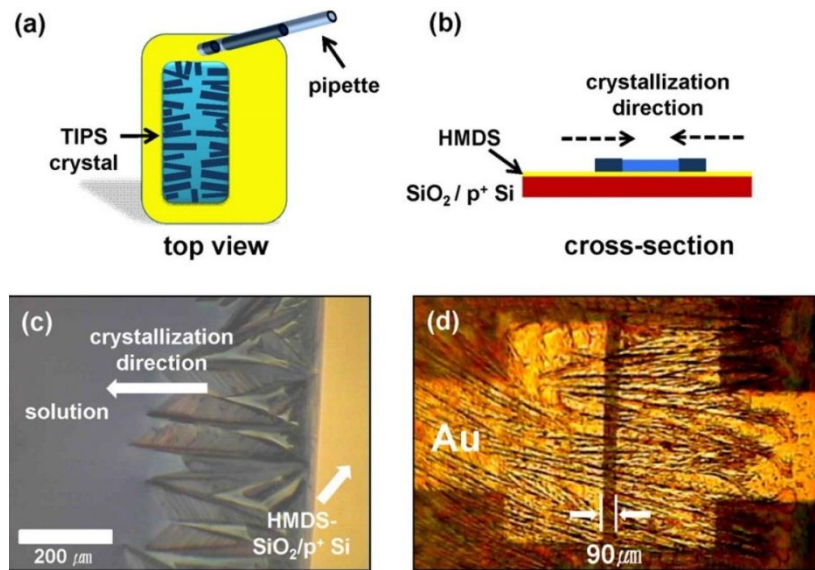 (a)
pipette
TIPS
crystal
top view
(b)
crystallization
direction
HMDS
SiO₂ / p⁺ Si
cross-section
(c)
crystallization
direction
solution
HMDS-
SiO₂/p⁺ Si
200 ㎛
(d)
Au
90㎛